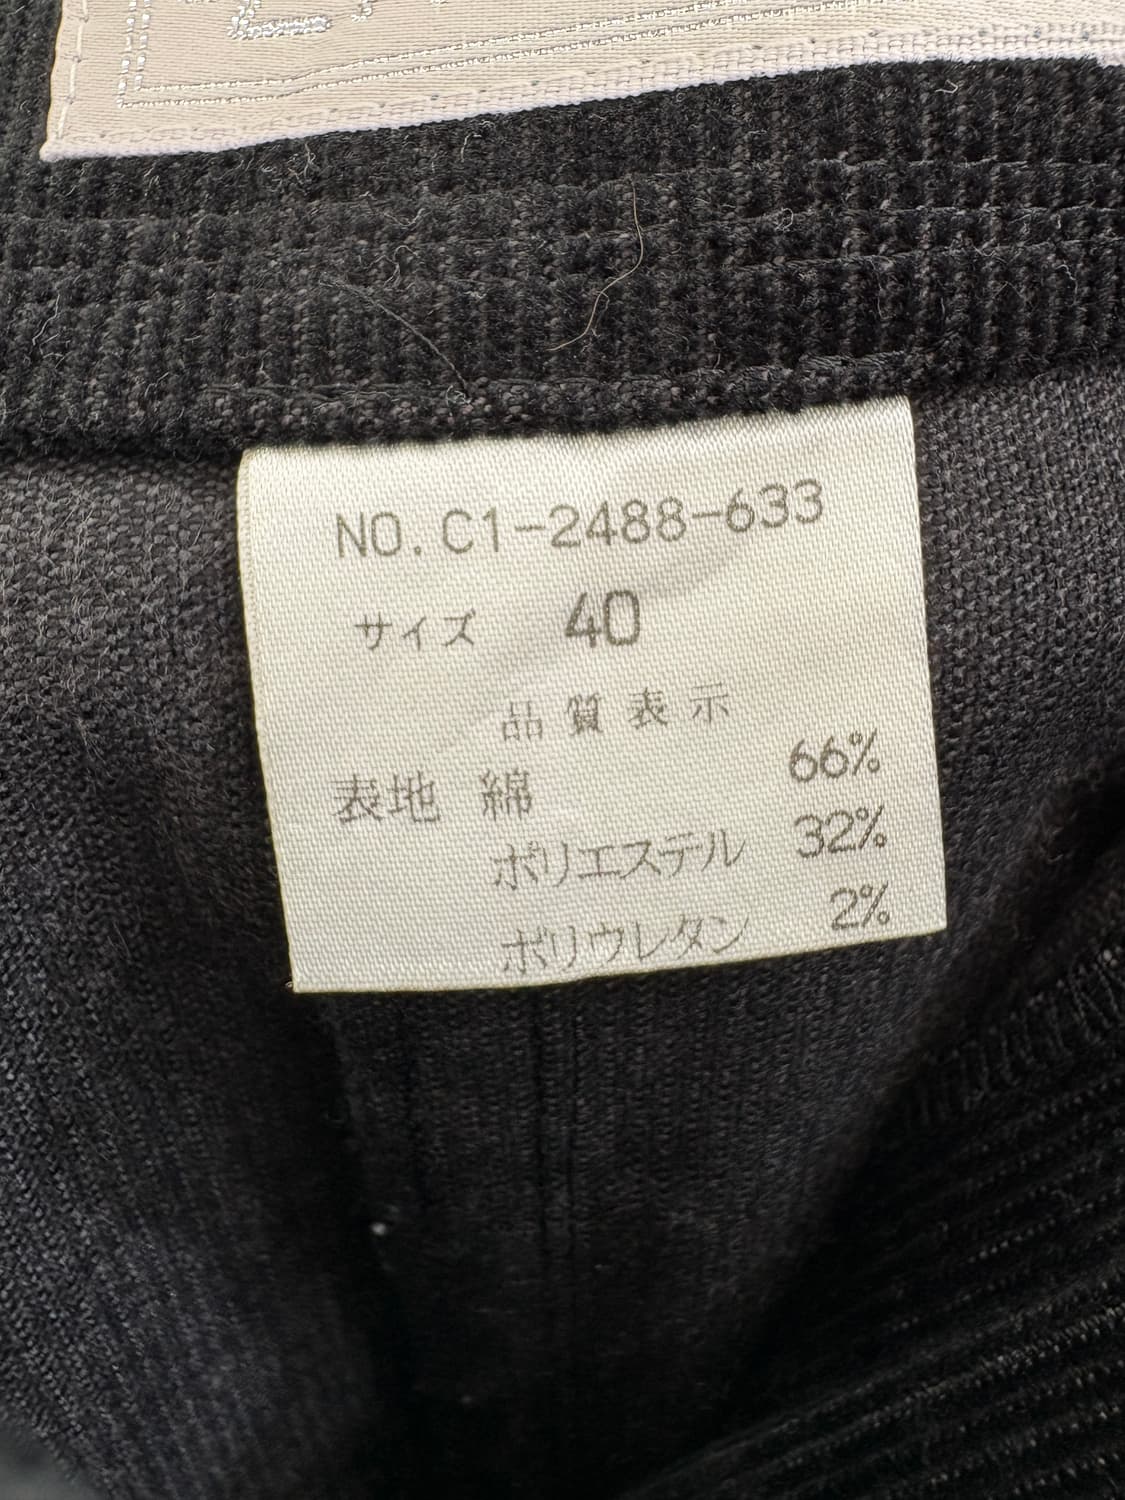 NO. C1-2488-633
サイズ 40
品質表示
表地 綿 66%
ポリエステル 32%
ポリウレタン 2%